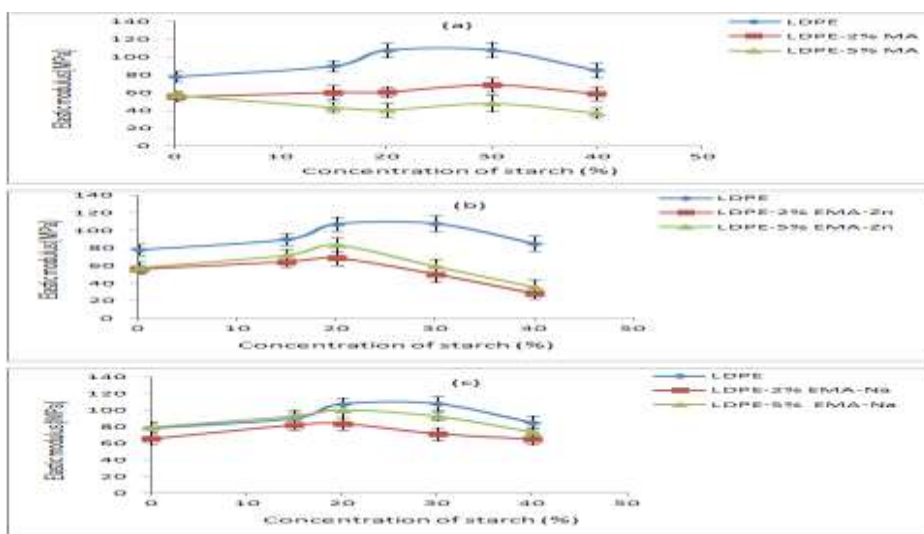 (a)
Elastic modulus(MPa)
140
120
100
80
60
40
20
0
0 10 20 30 40 50
Concentration of starch (%)
LDPE
LDPE-2% MA
LDPE-5% MA
(b)
Elastic modulus(MPa)
140
120
100
80
60
40
20
0
0 10 20 30 40 50
Concentration of starch (%)
LDPE
LDPE-2% EMA-Zn
LDPE-5% EMA-Zn
(c)
Elastic modulus(MPa)
140
120
100
80
60
40
20
0
0 10 20 30 40 50
Concentration of starch (%)
LDPE
LDPE-2% EMA-Na
LDPE-5% EMA-Na